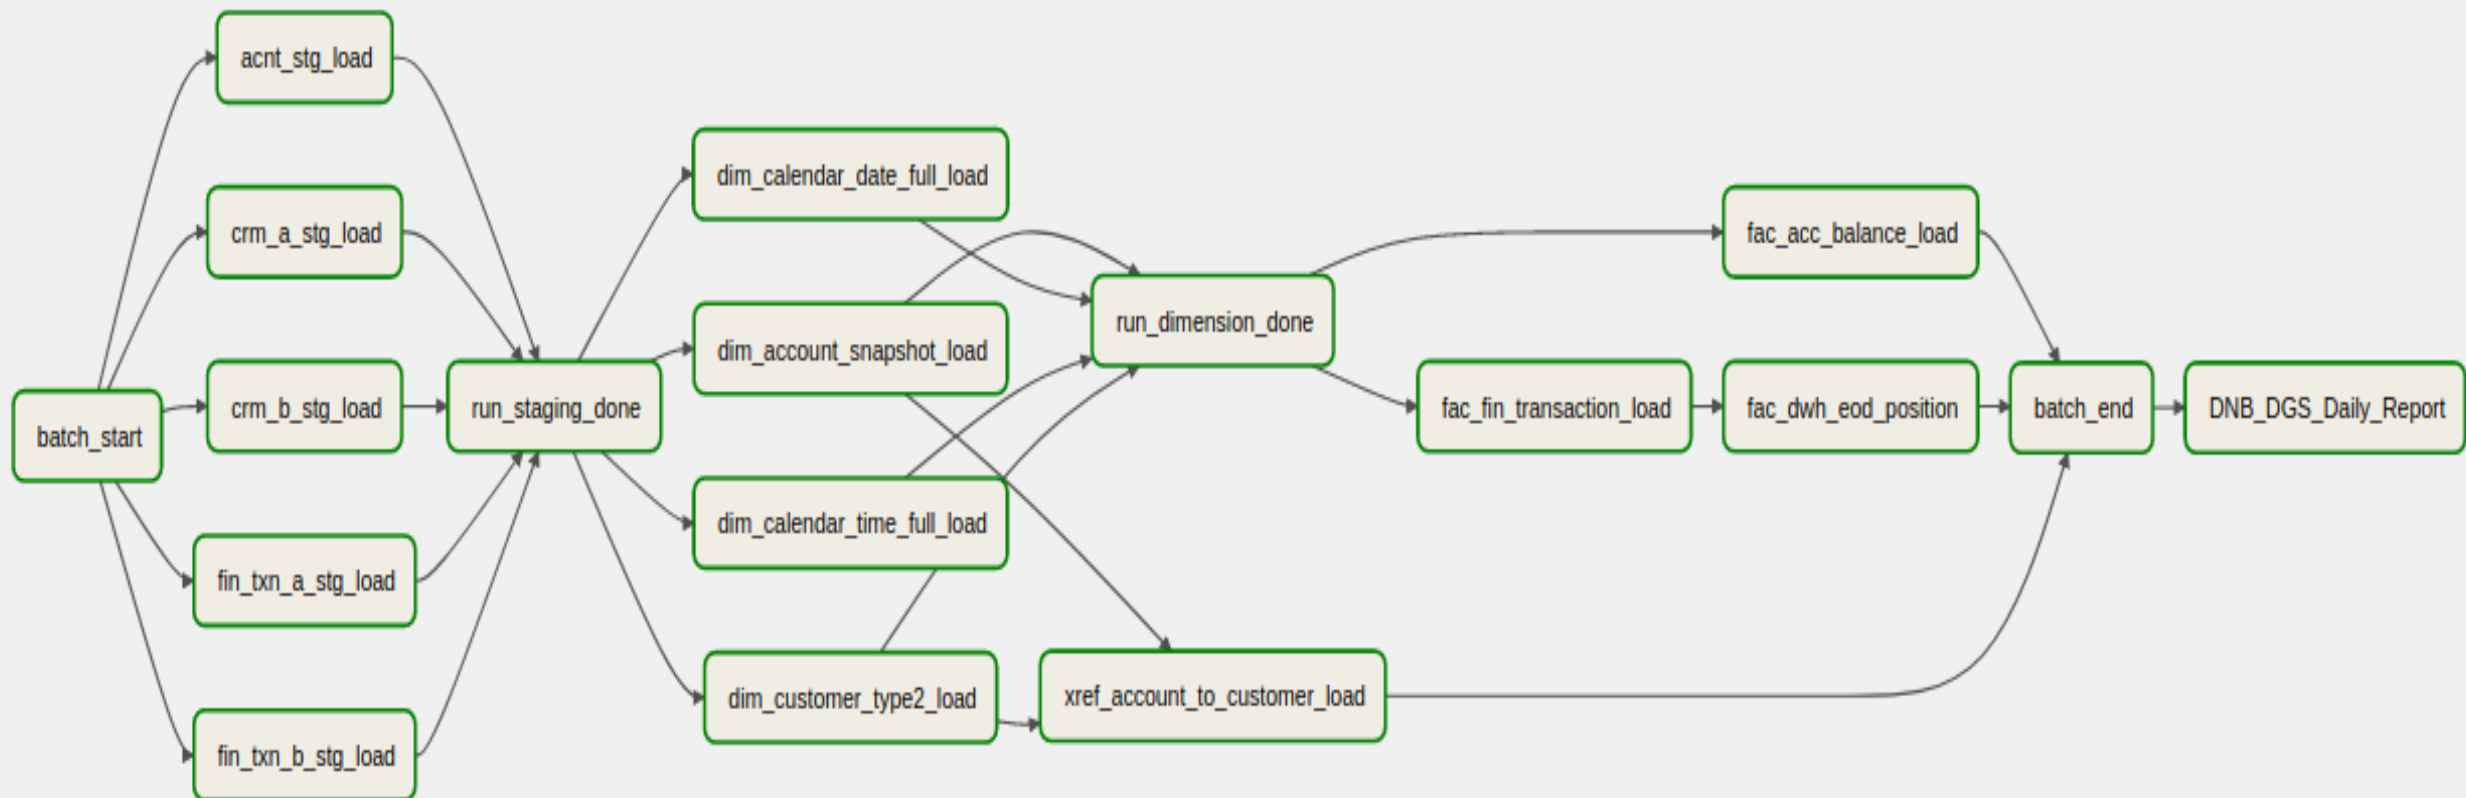 acnt_stg_load
crm_a_stg_load
crm_b_stg_load
batch_start
fin_txn_a_stg_load
fin_txn_b_stg_load
run_staging_done
dim_calendar_date_full_load
dim_account_snapshot_load
dim_calendar_time_full_load
dim_customer_type2_load
run_dimension_done
xref_account_to_customer_load
fac_fin_transaction_load
fac_acc_balance_load
fac_dwh_eod_position
batch_end
DNB_DGS_Daily_Report